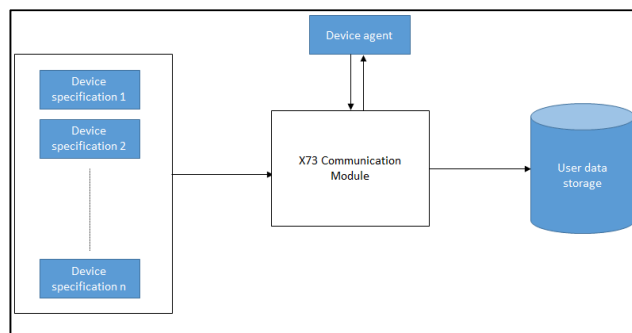 Device agent
Device
specification 1
Device
specification 2
X73 Communication
Module
User data
storage
Device
specification n